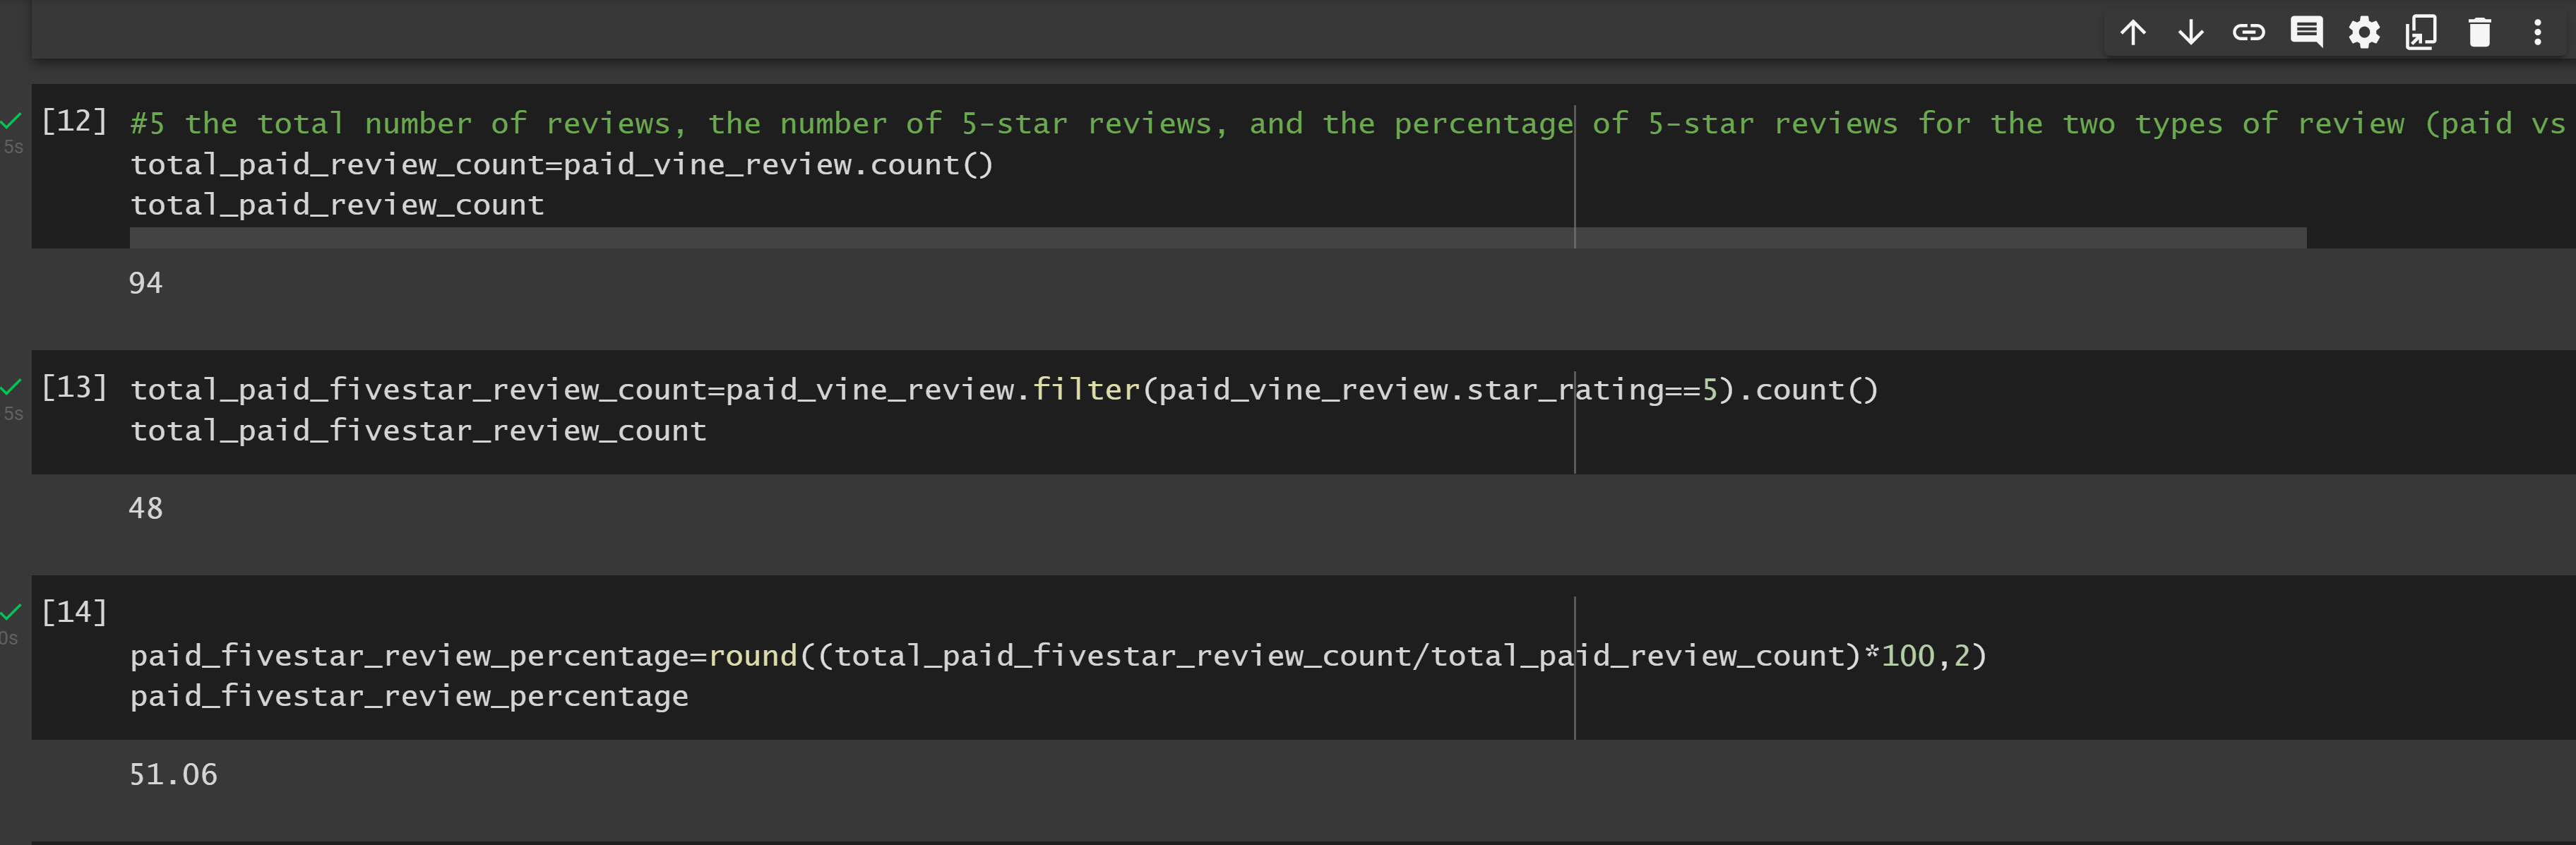 [12] #5 the total number of reviews, the number of 5-star reviews, and the percentage of 5-star reviews for the two types of review (paid vs
5s
total_paid_review_count=paid_vine_review.count()
total_paid_review_count
94
[13] total_paid_fivestar_review_count=paid_vine_review.filter(paid_vine_review.star_rating==5).count()
5s
total_paid_fivestar_review_count
48
[14]
0s
paid_fivestar_review_percentage=round((total_paid_fivestar_review_count/total_paid_review_count)*100,2)
paid_fivestar_review_percentage
51.06